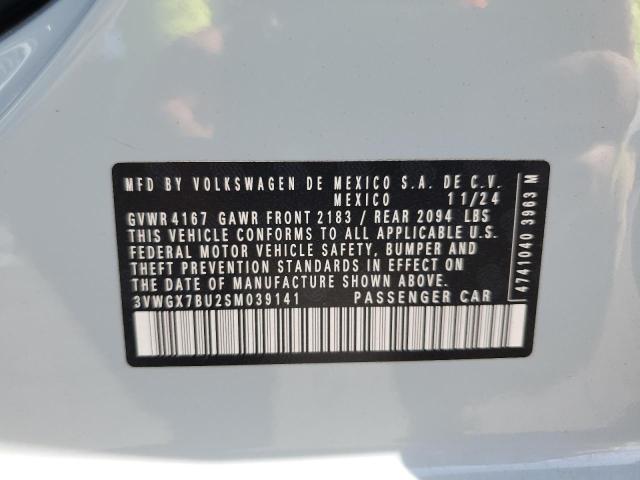 MFD BY VOLKSWAGEN DE MEXICO S.A. DE C.V.
MEXICO 11/24
GVWR 4167 GAWR FRONT 2183 / REAR 2094 LBS
THIS VEHICLE CONFORMS TO ALL APPLICABLE U.S.
FEDERAL MOTOR VEHICLE SAFETY, BUMPER AND
THEFT PREVENTION STANDARDS IN EFFECT ON
THE DATE OF MANUFACTURE SHOWN ABOVE.
3VWGX7BU2SM039141 PASSENGER CAR
4741040 3963 M